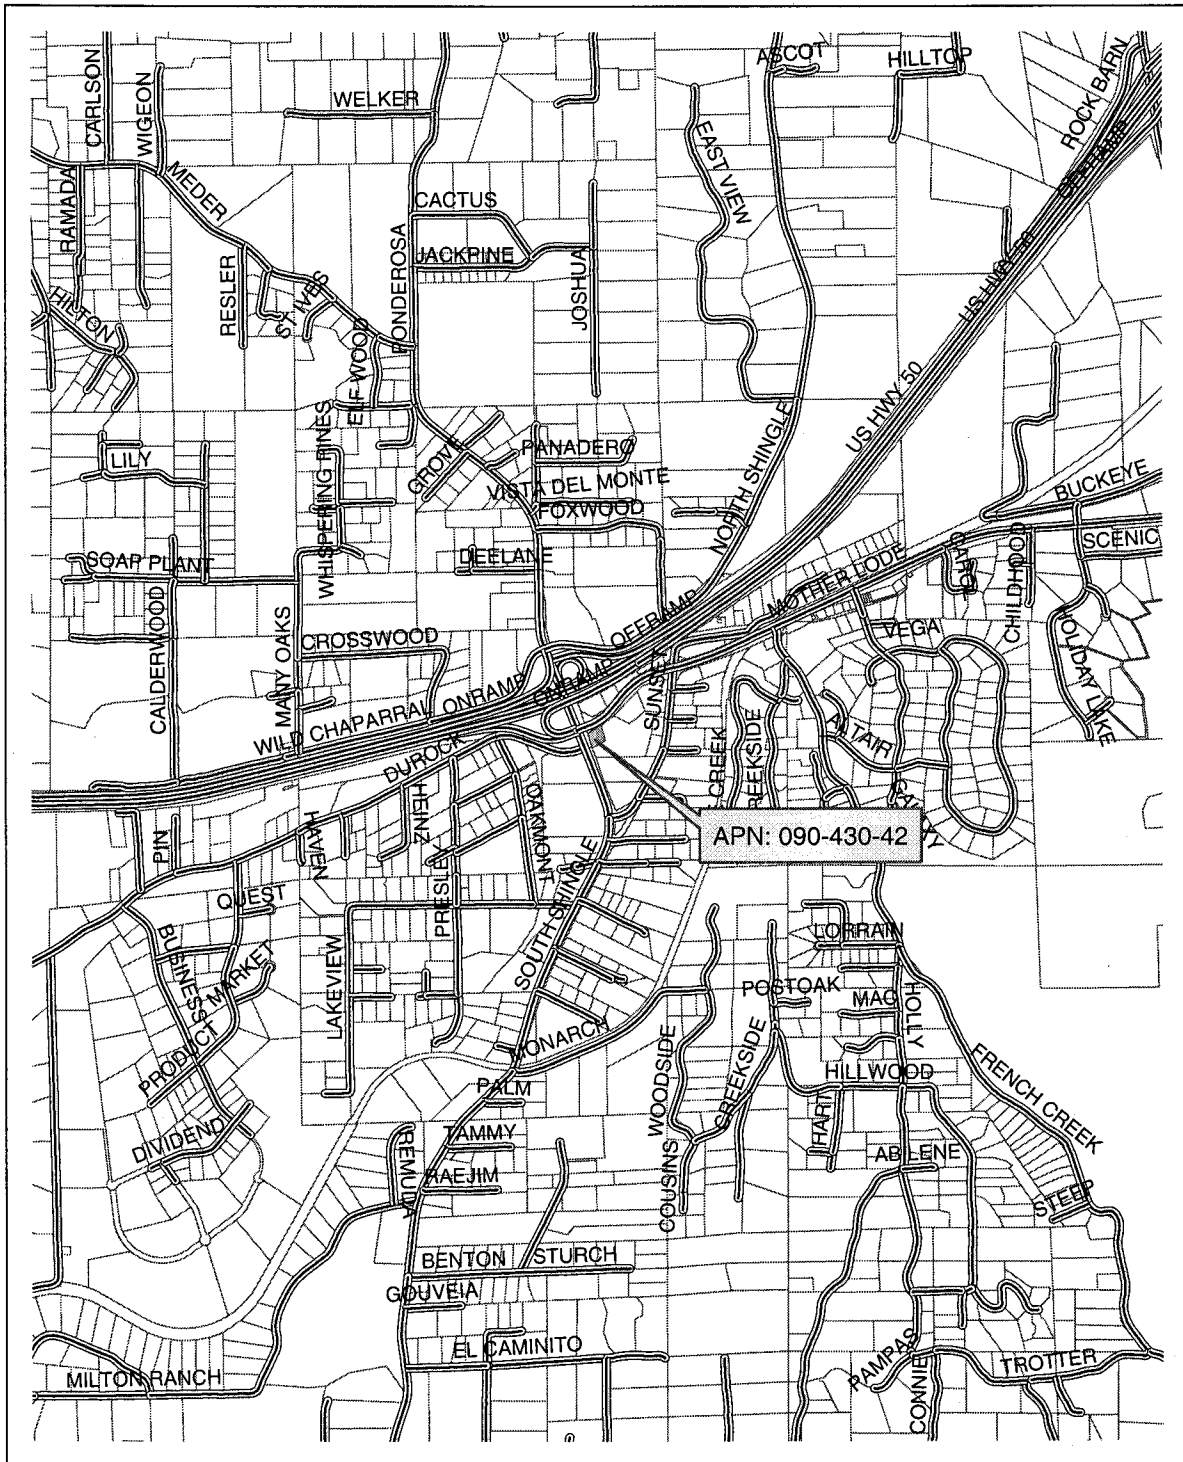 ASCOT
HILLTOP
ROCK BARN
CARLSON
WIGEON
WELKER
EAST VIEW
OFFRAMP
RAMADA
MEDER
CACTUS
JACKPINE
PONDEROSA
JOSHUA
US HWY 50
HILTON
RESLER
ST IVES
ELF WOOD
US HWY 50
NORTH SHINGLE
LILY
WHISPERING PINES
GROVE
PANADERO
VISTA DEL MONTE
FOXWOOD
BUCKEYE
SCENIC
SOAP PLANT
DEELANE
MOTHER LODE
CAROL
CHILDHOOD
CALDERWOOD
MANY OAKS
CROSSWOOD
OFFRAMP
VEGA
HOLIDAY LAKE
WILD CHAPARRAL
ONRAMP
ONRAMP
SUNSET
CREEK
REEKSIDE
ALTAIR
DUROCK
HEINZ
OAKMONT
APN: 090-430-42
PIN
HAVEN
PRESLEY
QUEST
SOUTH SHINGLE
BUSINESS
MARKET
LAKEVIEW
LORRAIN
POSTOAK
MAC
HOLLY
PRODUCT
MONARCH
WOODSIDE
CREEKSIDE
HILLWOOD
FRENCH CREEK
PALM
HART
DIVIDEND
REMUDA
TAMMY
RAEJIM
COUSINS
ABILENE
STEEP
BENTON
STURCH
GOUVEIA
EL CAMINITO
MILTON RANCH
PAMPAS
CONNIE
TROTTER